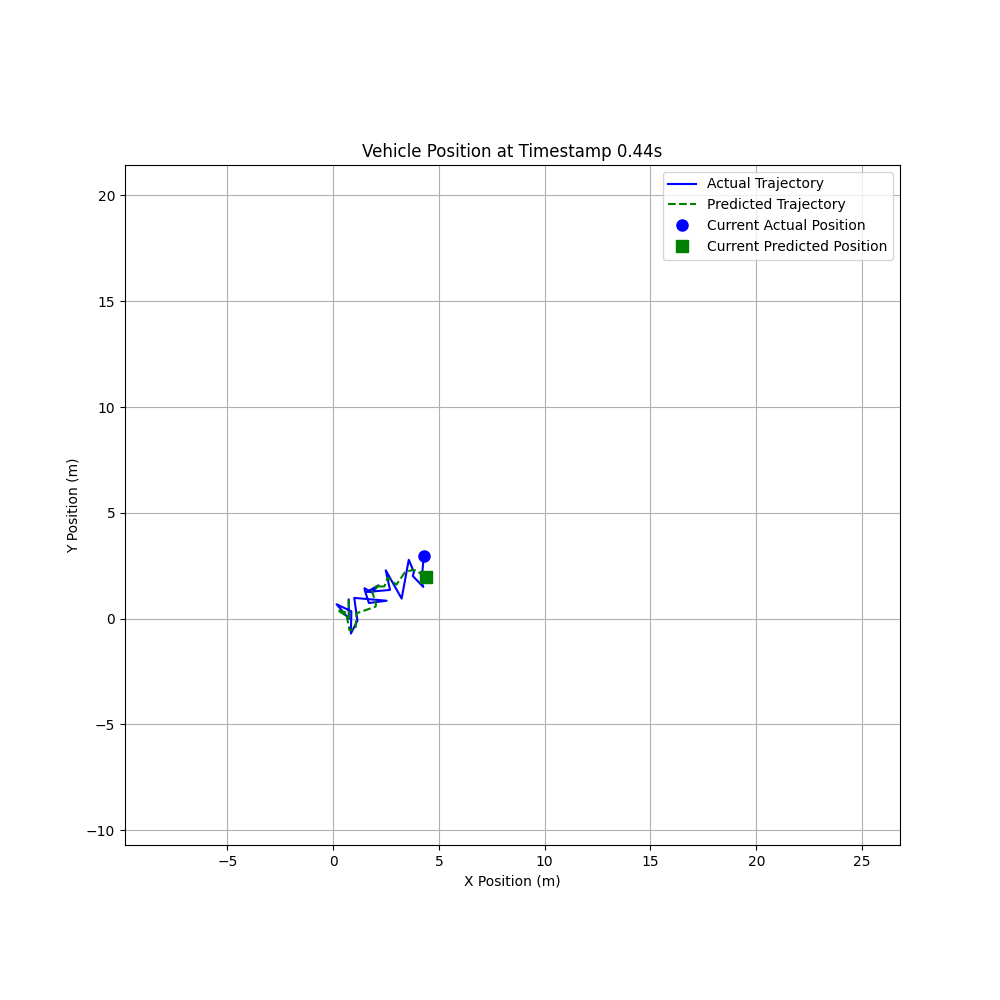 Vehicle Position at Timestamp 0.44s
Actual Trajectory
Predicted Trajectory
Current Actual Position
Current Predicted Position
20
15
10
5
0
−5
−10
Y Position (m)
−5 0 5 10 15 20 25
X Position (m)